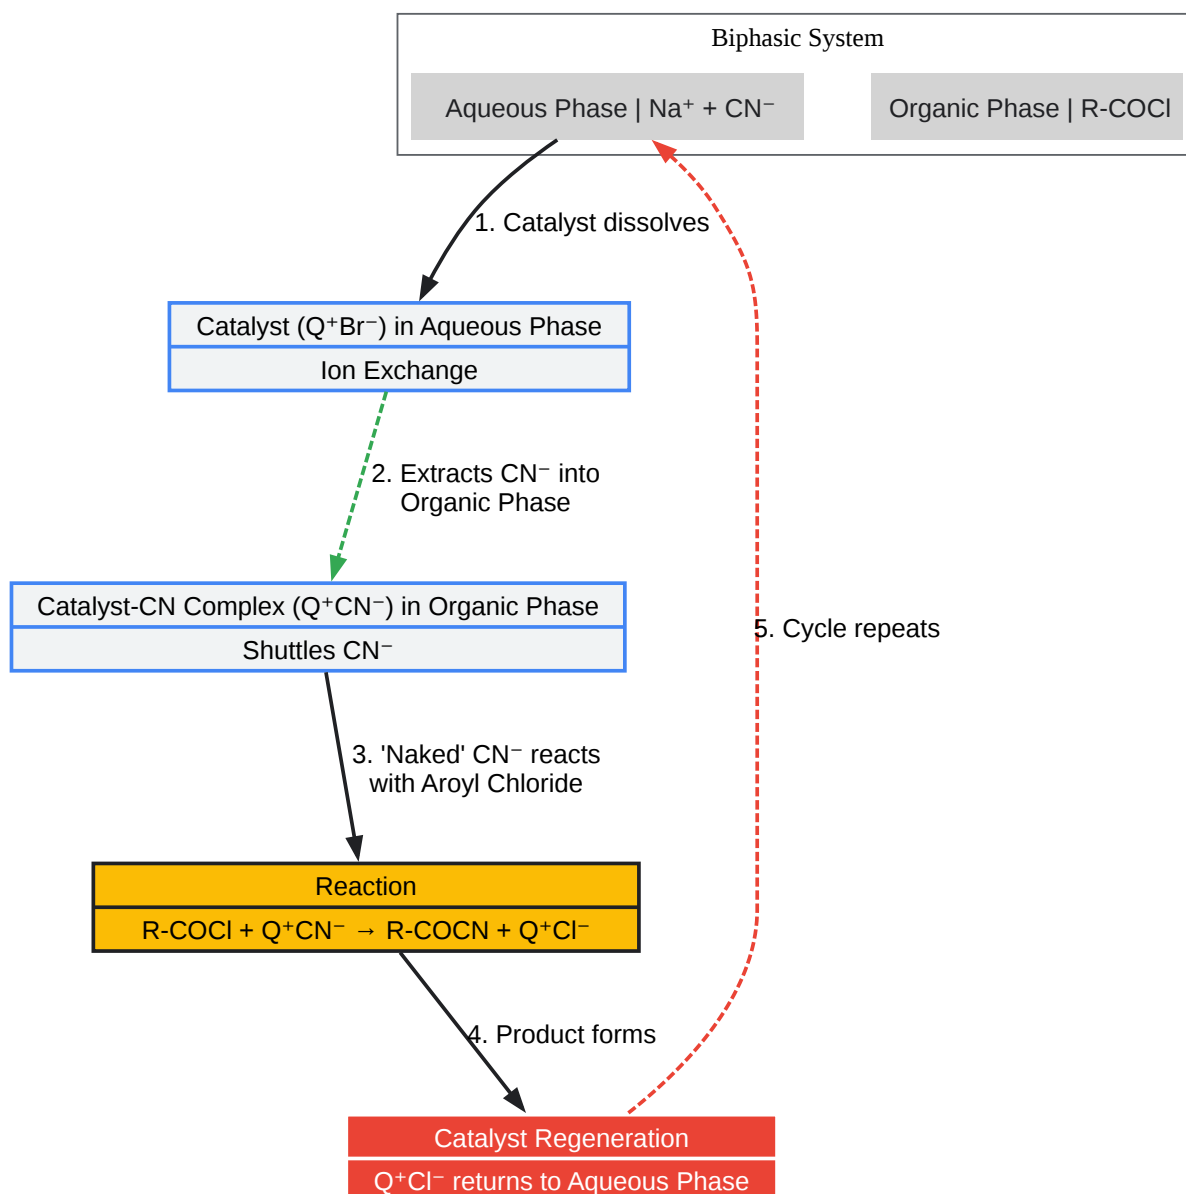 Biphasic System
Aqueous Phase | Na⁺ + CN⁻
Organic Phase | R-COCl
1. Catalyst dissolves
Catalyst (Q⁺Br⁻) in Aqueous Phase
Ion Exchange
2. Extracts CN⁻ into
Organic Phase
Catalyst-CN Complex (Q⁺CN⁻) in Organic Phase
Shuttles CN⁻
5. Cycle repeats
3. 'Naked' CN⁻ reacts
with Aroyl Chloride
Reaction
R-COCl + Q⁺CN⁻ → R-COCN + Q⁺Cl⁻
4. Product forms
Catalyst Regeneration
Q⁺Cl⁻ returns to Aqueous Phase